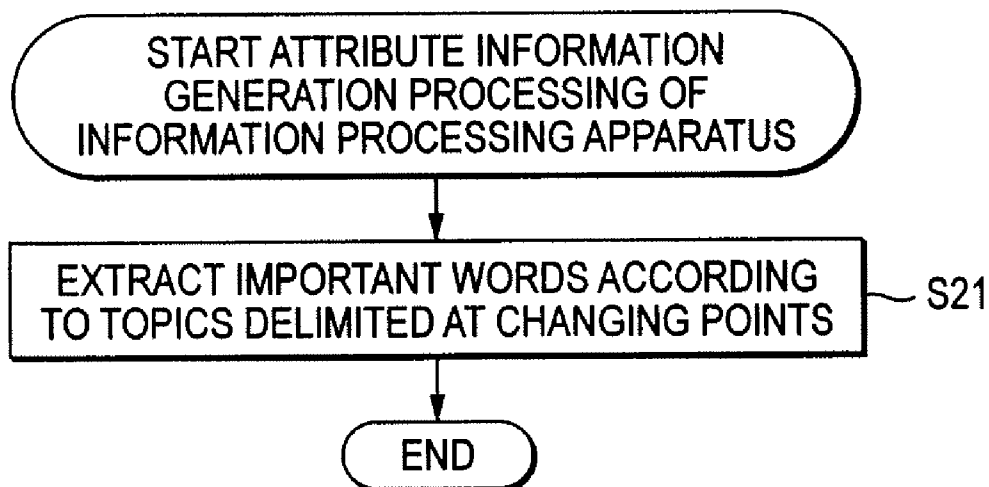 START ATTRIBUTE INFORMATION
GENERATION PROCESSING OF
INFORMATION PROCESSING APPARATUS
EXTRACT IMPORTANT WORDS ACCORDING
TO TOPICS DELIMITED AT CHANGING POINTS
S21
END